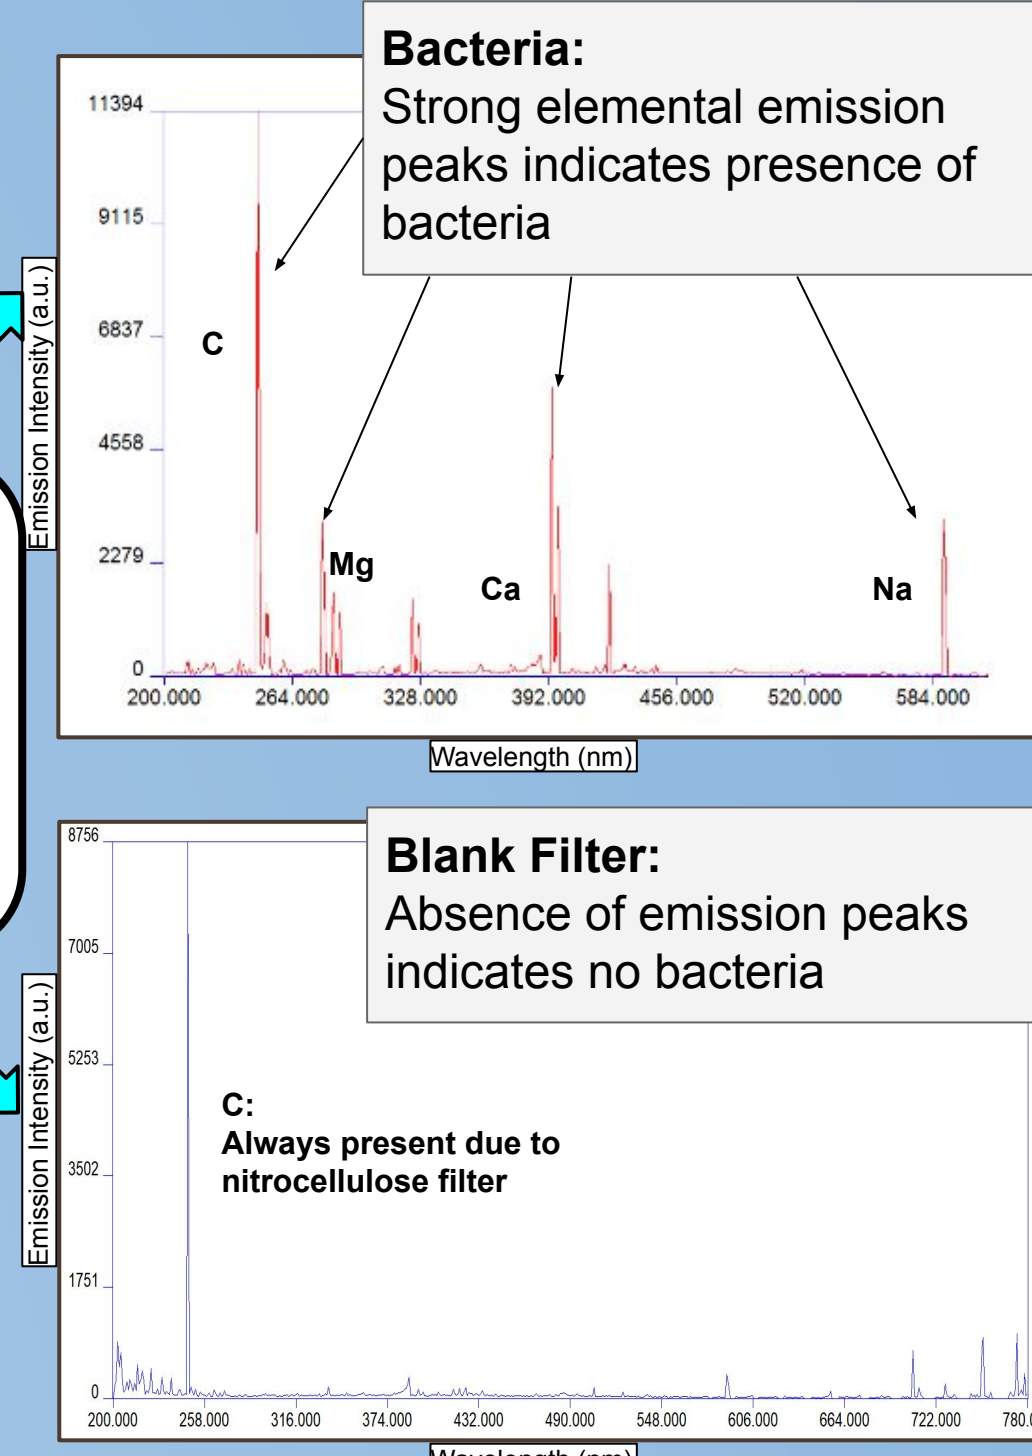 Bacteria:
Strong elemental emission
peaks indicates presence of
bacteria
11394
9115
6837
4558
2279
0
Emission Intensity (a.u.)
C
Mg
Ca
Na
200.000 264.000 328.000 392.000 456.000 520.000 584.000
Wavelength (nm)
Blank Filter:
Absence of emission peaks
indicates no bacteria
8756
7005
5253
3502
1751
0
Emission Intensity (a.u.)
C:
Always present due to
nitrocellulose filter
200.000 258.000 316.000 374.000 432.000 490.000 548.000 606.000 664.000 722.000 780.0
Wavelength (nm)